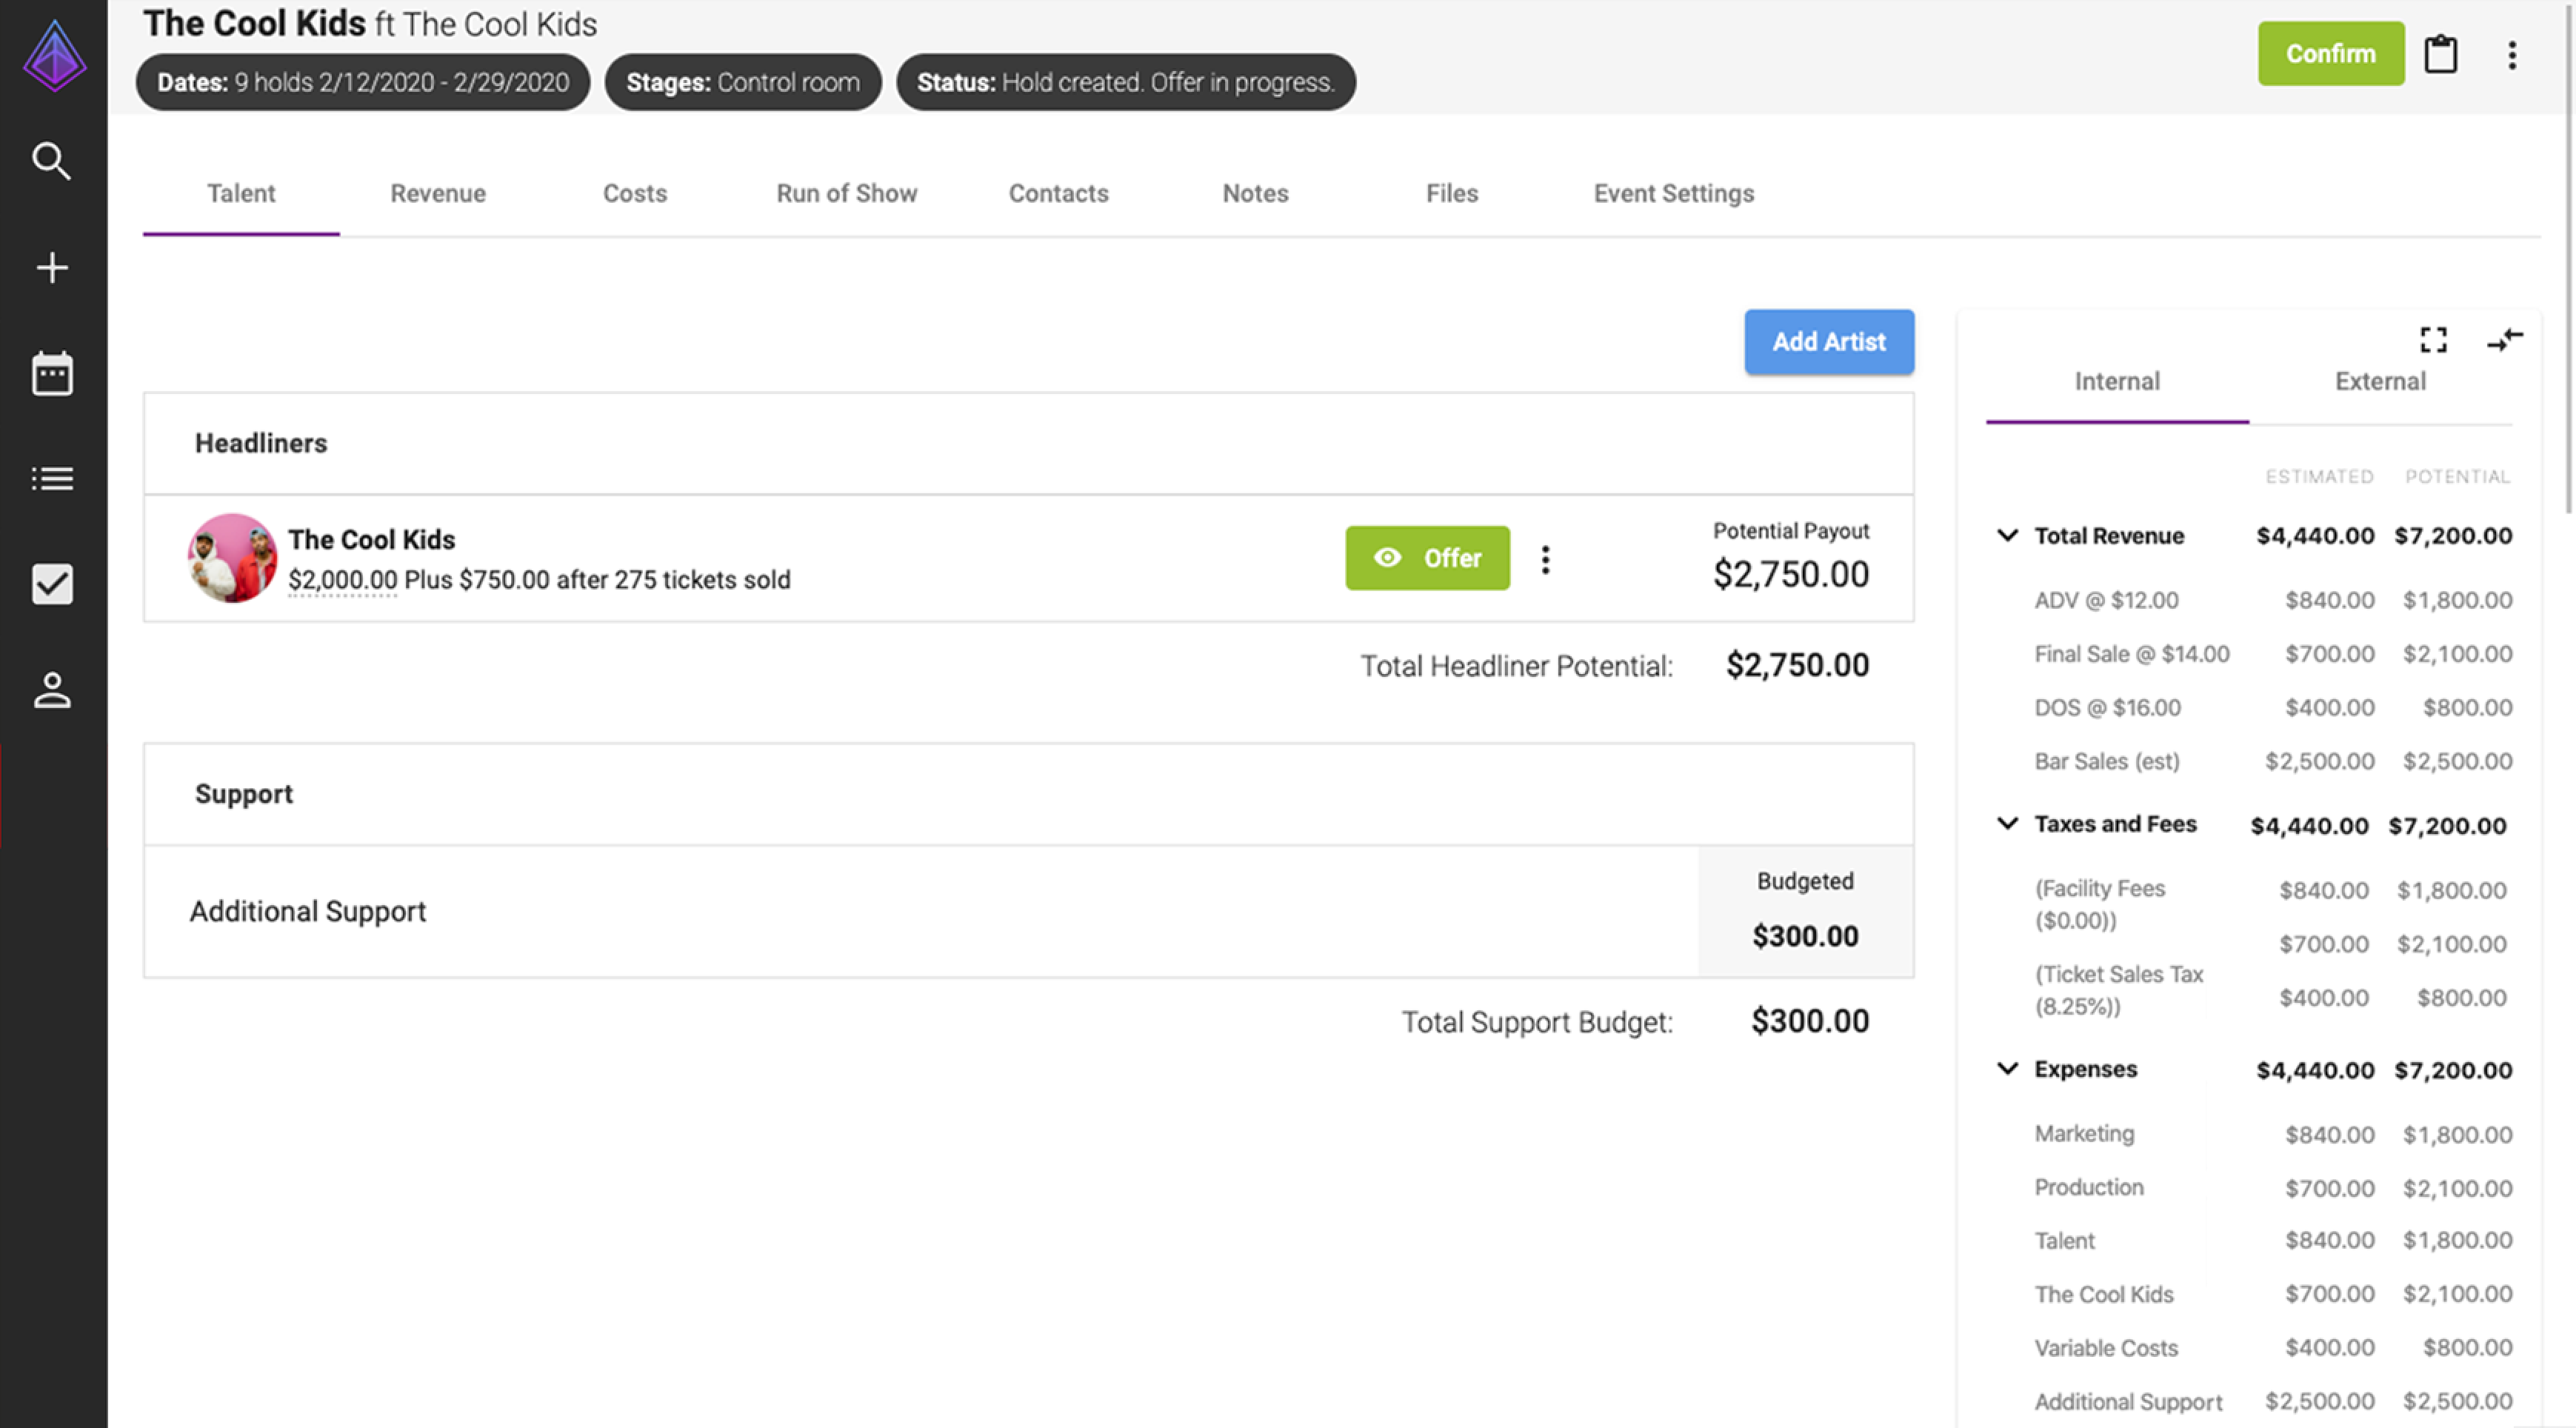 The Cool Kids ft The Cool Kids
Dates: 9 holds 2/12/2020 - 2/29/2020
Stages: Control room
Status: Hold created. Offer in progress.
Confirm
Talent
Revenue
Costs
Run of Show
Contacts
Notes
Files
Event Settings
Add Artist
Headliners
The Cool Kids
$2,000.00 Plus $750.00 after 275 tickets sold
Offer
Potential Payout
$2,750.00
Total Headliner Potential: $2,750.00
Support
Additional Support
Budgeted
$300.00
Total Support Budget: $300.00
Internal
External
ESTIMATED POTENTIAL
Total Revenue $4,440.00 $7,200.00
ADV @ $12.00 $840.00 $1,800.00
Final Sale @ $14.00 $700.00 $2,100.00
DOS @ $16.00 $400.00 $800.00
Bar Sales (est) $2,500.00 $2,500.00
Taxes and Fees $4,440.00 $7,200.00
(Facility Fees $840.00 $1,800.00
($0.00))
$700.00 $2,100.00
(Ticket Sales Tax
(8.25%)) $400.00 $800.00
Expenses $4,440.00 $7,200.00
Marketing $840.00 $1,800.00
Production $700.00 $2,100.00
Talent $840.00 $1,800.00
The Cool Kids $700.00 $2,100.00
Variable Costs $400.00 $800.00
Additional Support $2,500.00 $2,500.00